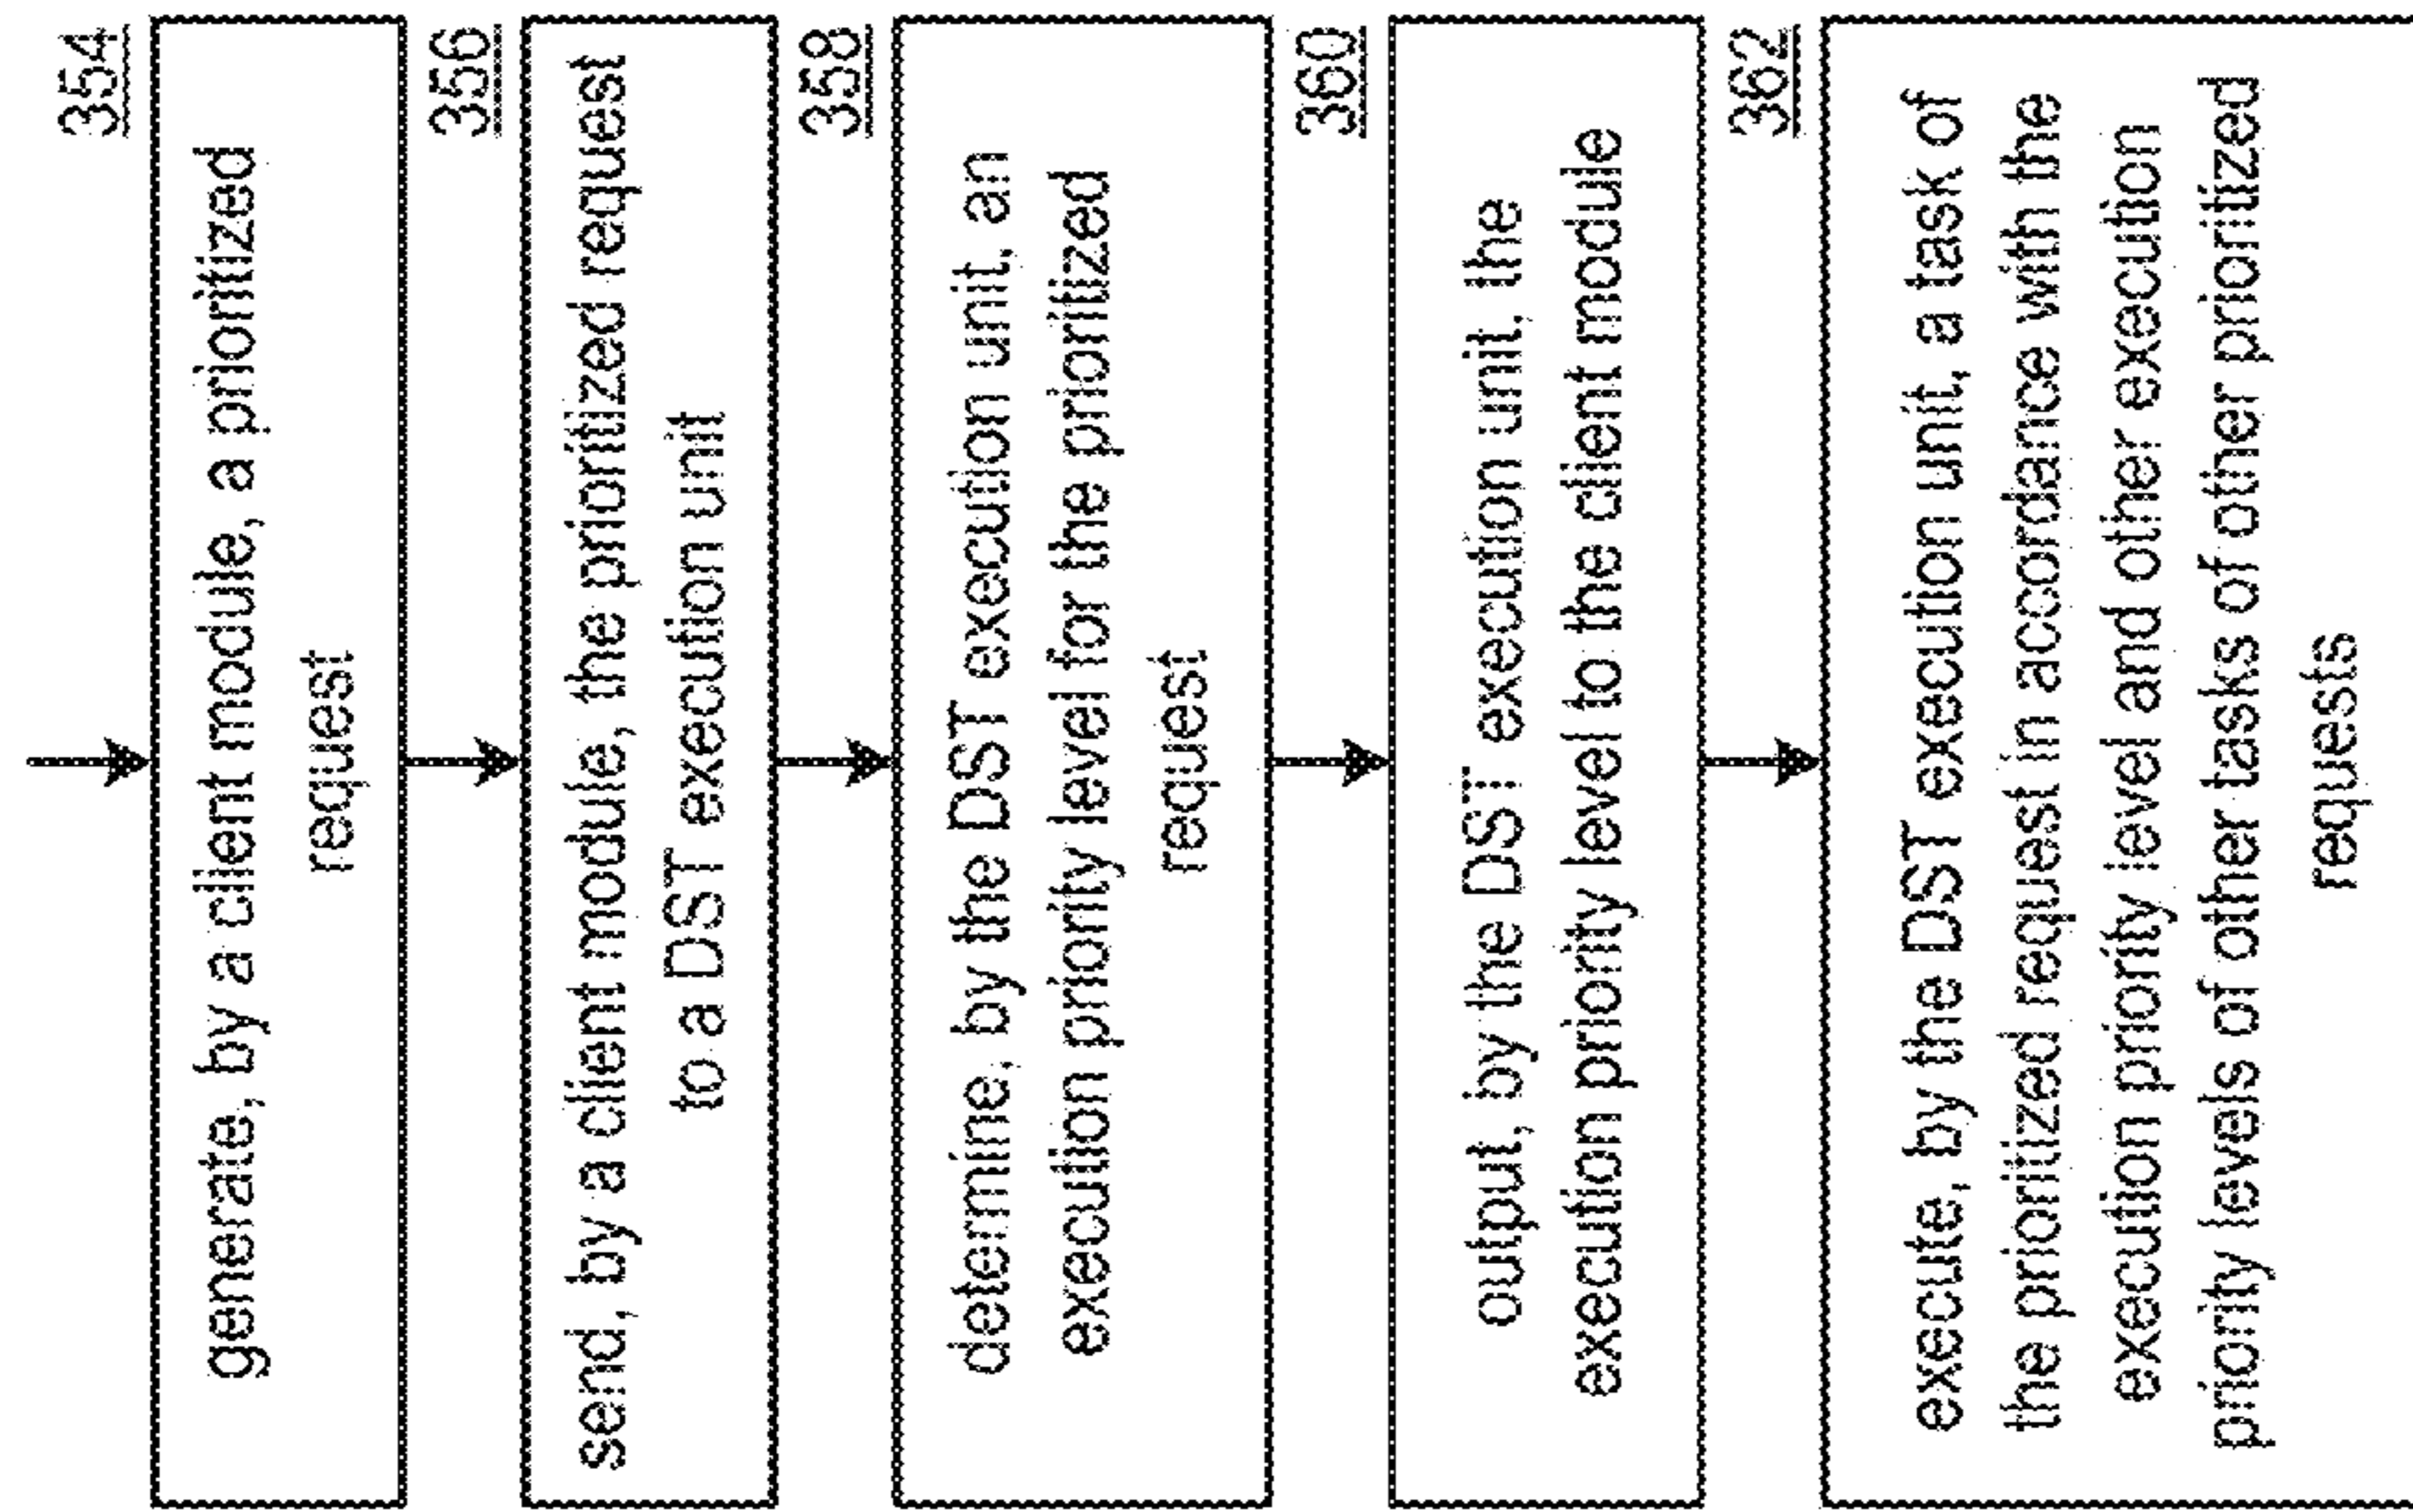 354
generate, by a client module, a prioritized
request
356
send, by a client module, the prioritized request
to a DST execution unit
358
determine, by the DST execution unit, an
execution priority level for the prioritized
request
360
output, by the DST execution unit, the
execution priority level to the client module
362
execute, by the DST execution unit, a task of
the prioritized request in accordance with the
execution priority level and other execution
priority levels of other tasks of other prioritized
requests